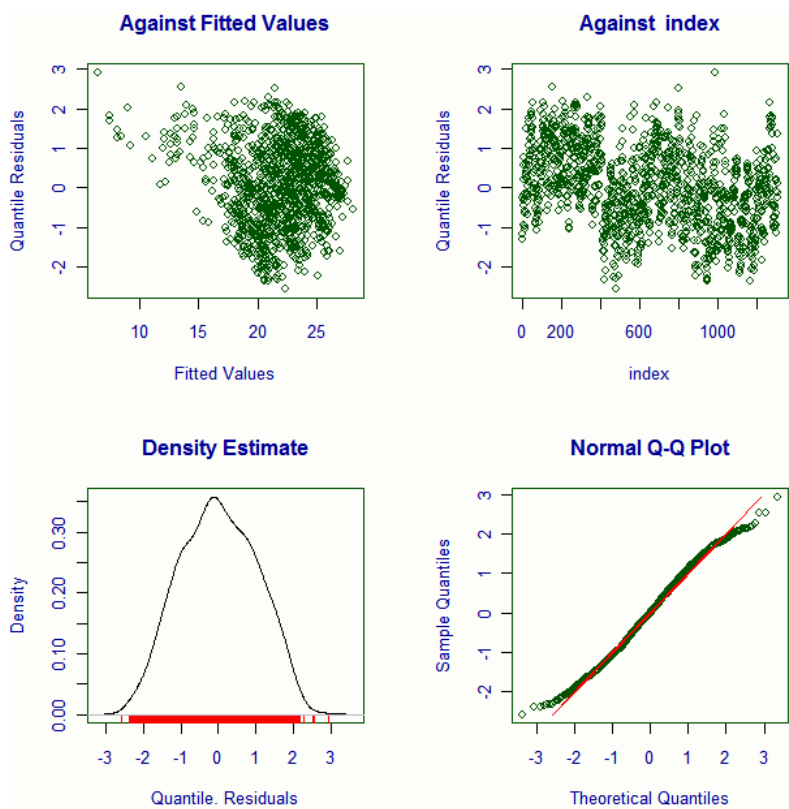 Against Fitted Values
Quantile Residuals
3
2
1
0
-1
-2
10 15 20 25
Fitted Values
Against index
Quantile Residuals
3
2
1
0
-1
-2
0 200 600 1000
index
Density Estimate
Density
0.30
0.20
0.10
0.00
-3 -2 -1 0 1 2 3
Quantile. Residuals
Normal Q-Q Plot
Sample Quantiles
3
2
1
0
-1
-2
-3 -2 -1 0 1 2 3
Theoretical Quantiles